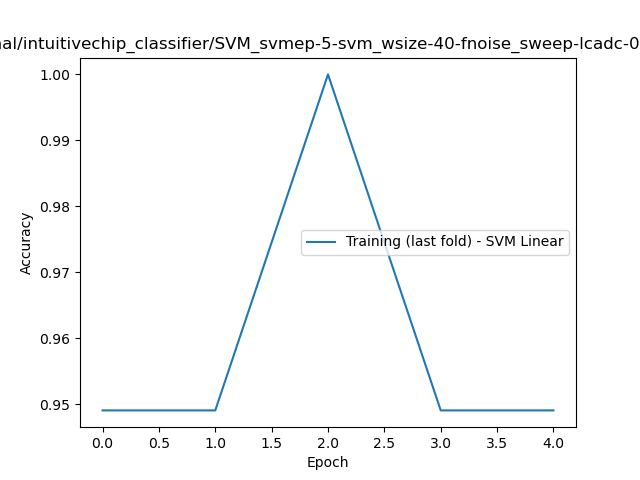 nal/intuitivechip_classifier/SVM_svmep-5-svm_wsize-40-fnoise_sweep-lcadc-0
1.00
0.99
0.98
0.97
0.96
0.95
Accuracy
Training (last fold) - SVM Linear
0.0 0.5 1.0 1.5 2.0 2.5 3.0 3.5 4.0
Epoch